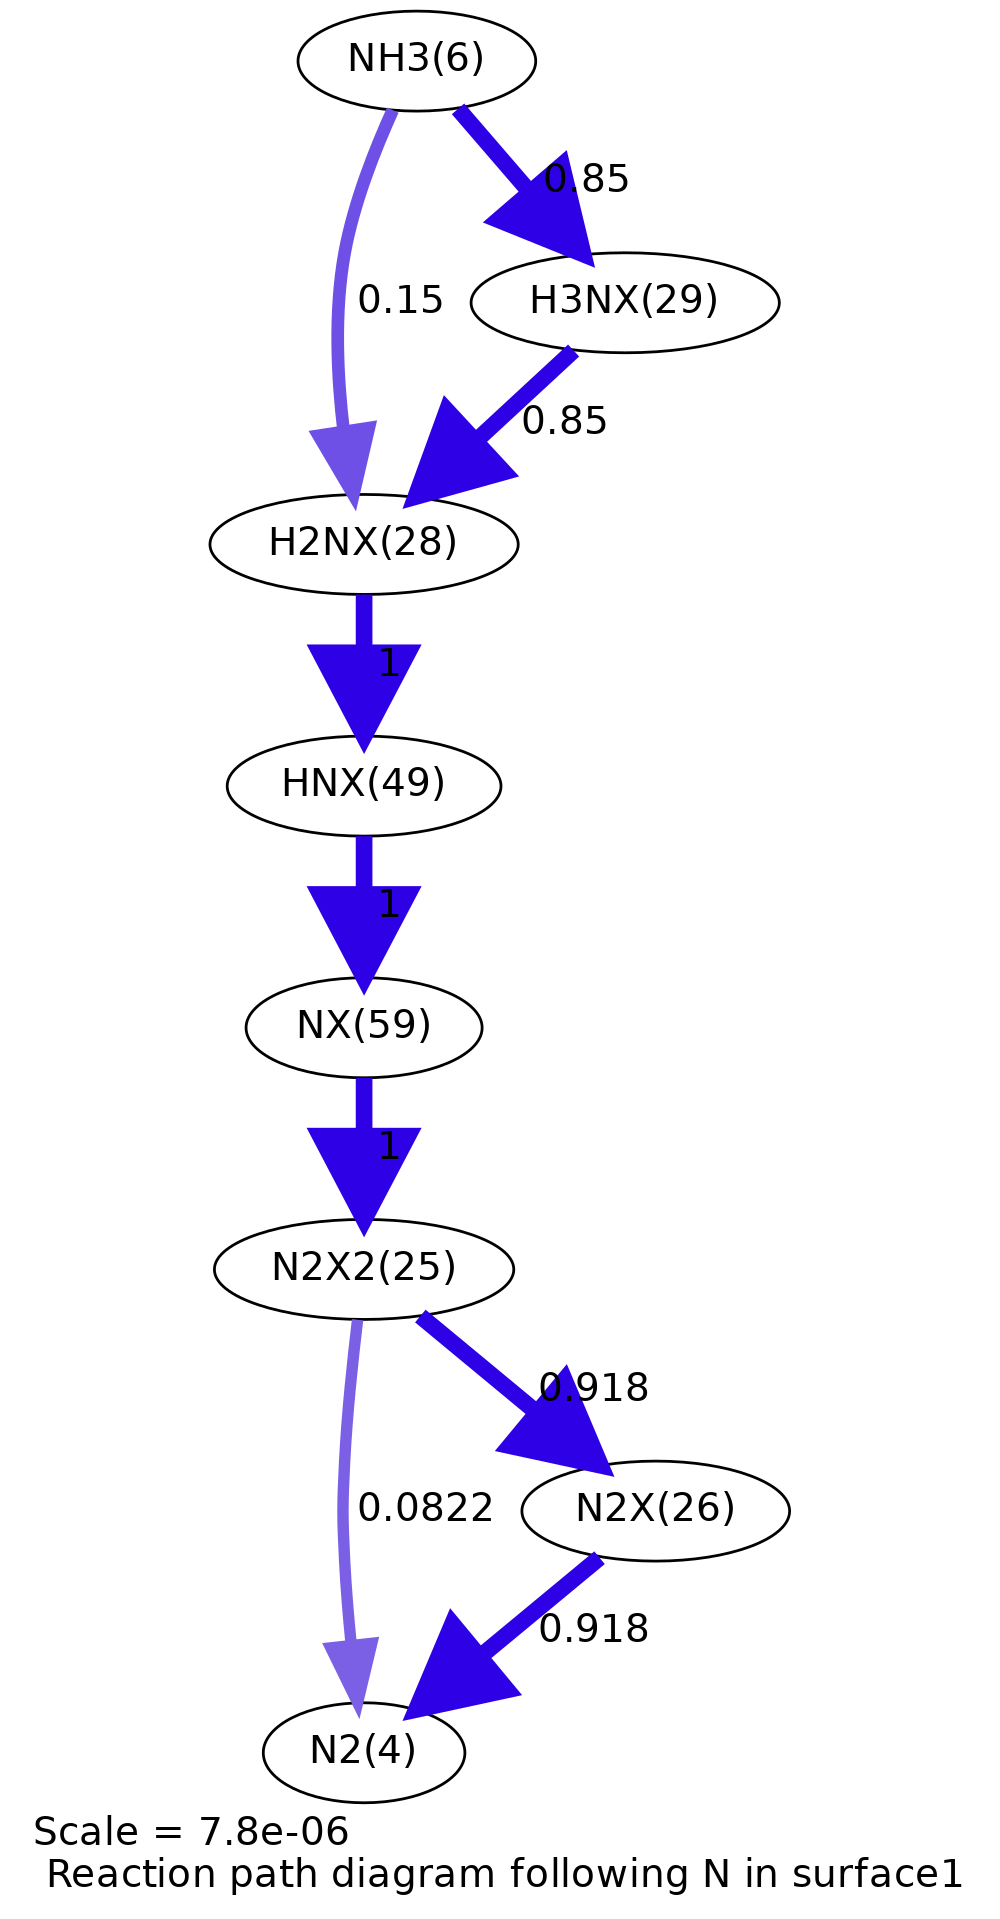 NH3(6)
0.85
0.15
H3NX(29)
0.85
H2NX(28)
1
HNX(49)
1
NX(59)
1
N2X2(25)
0.918
0.0822
N2X(26)
0.918
N2(4)
Scale = 7.8e-06
Reaction path diagram following N in surface1